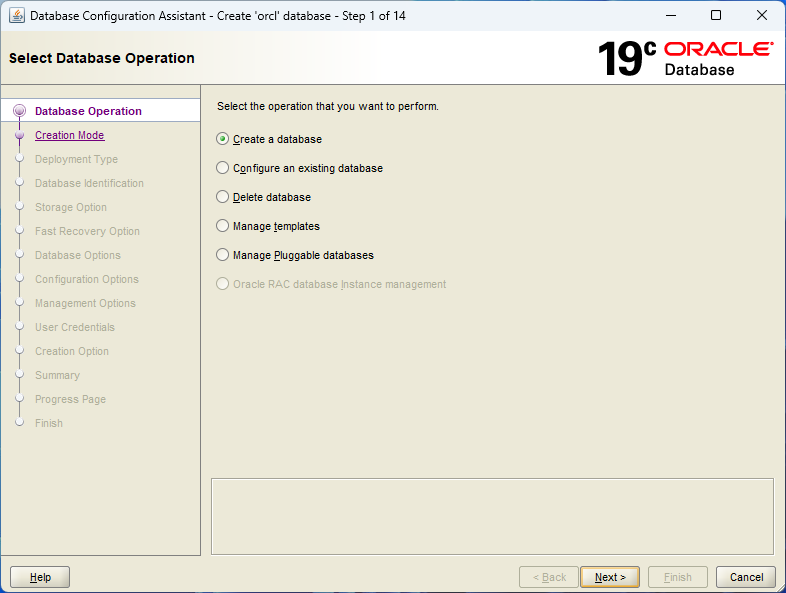 Database Configuration Assistant - Create 'orcl' database - Step 1 of 14
Select Database Operation
19c ORACLE
Database
Database Operation
Creation Mode
Deployment Type
Database Identification
Storage Option
Fast Recovery Option
Database Options
Configuration Options
Management Options
User Credentials
Creation Option
Summary
Progress Page
Finish
Select the operation that you want to perform.
Create a database
Configure an existing database
Delete database
Manage templates
Manage Pluggable databases
Oracle RAC database Instance management
Help
< Back
Next >
Finish
Cancel